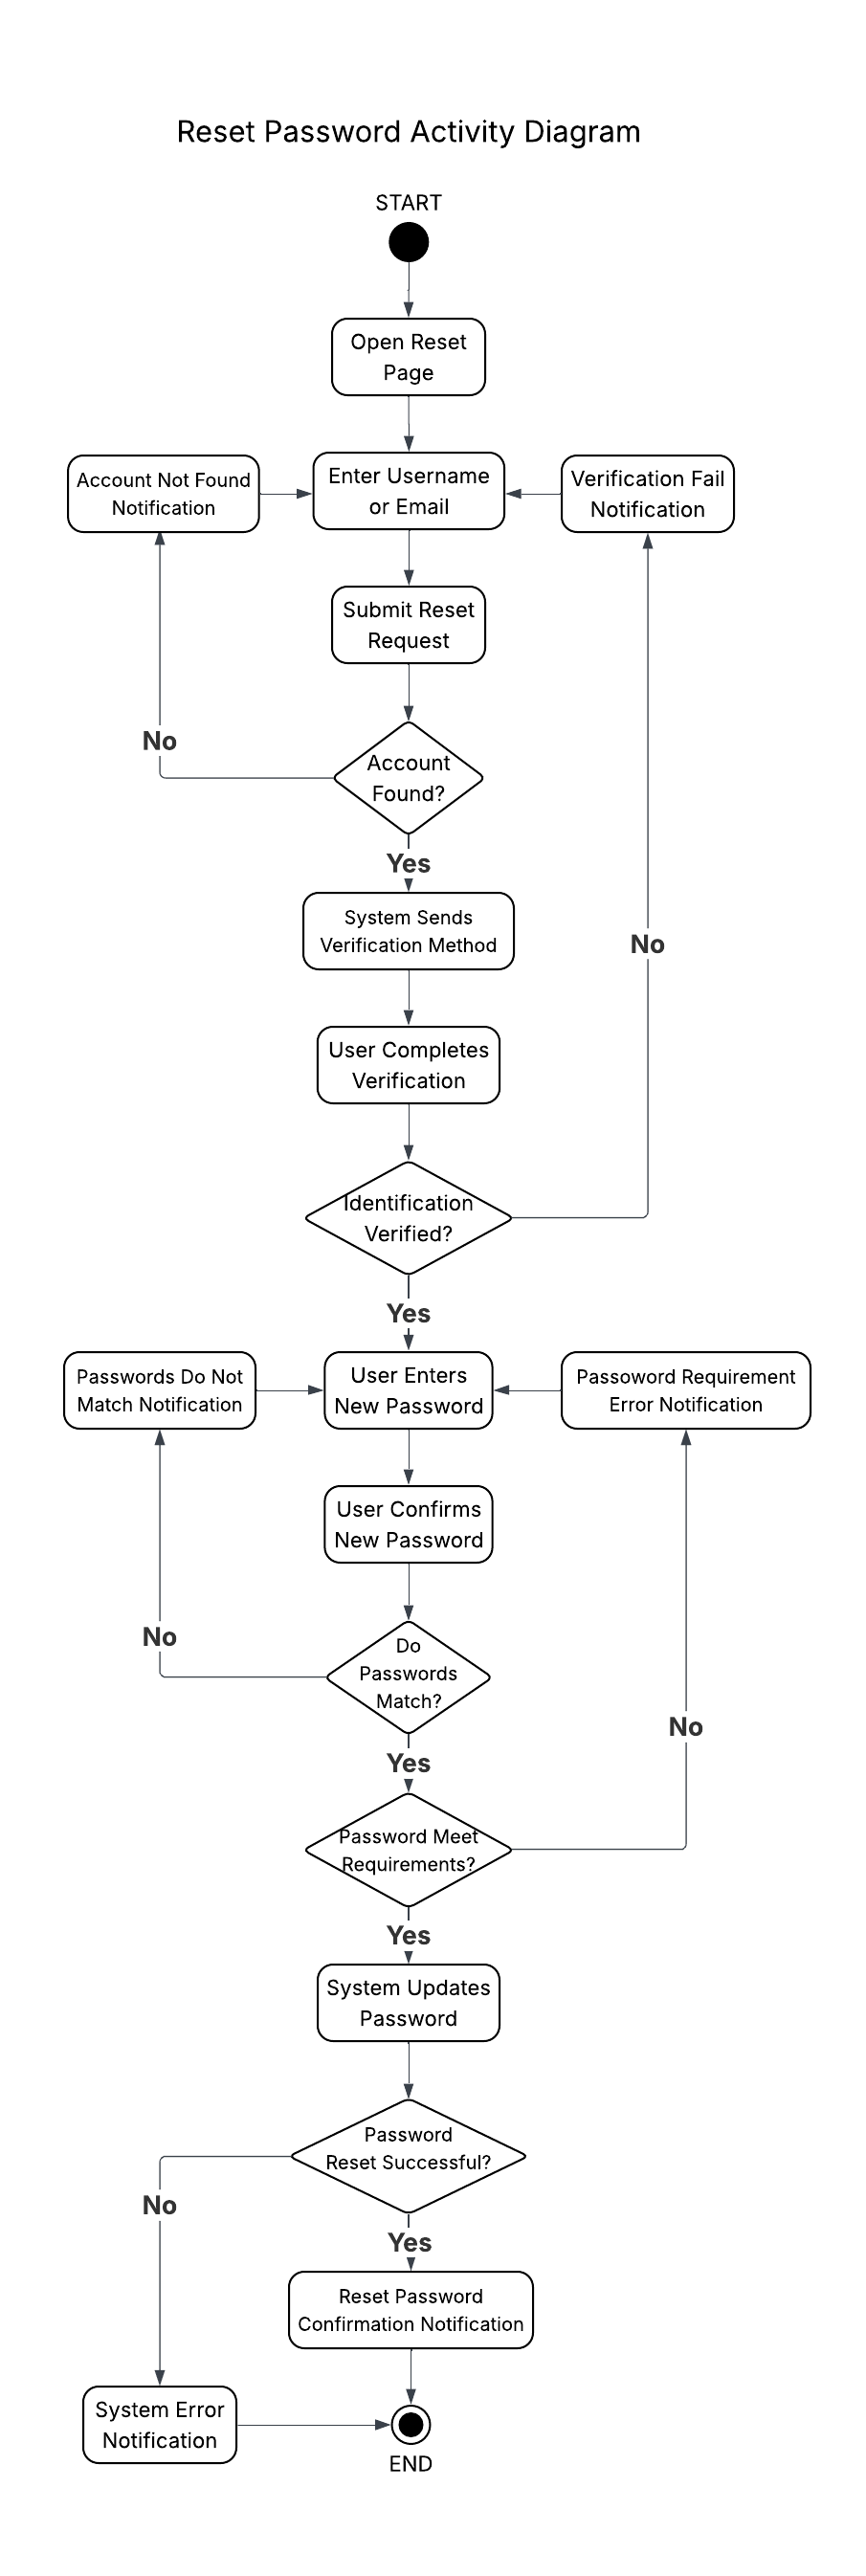 Reset Password Activity Diagram
START
Open Reset
Page
Account Not Found
Notification
Enter Username
or Email
Verification Fail
Notification
Submit Reset
Request
No
Account
Found?
Yes
System Sends
Verification Method
No
User Completes
Verification
Identification
Verified?
Yes
Passwords Do Not
Match Notification
User Enters
New Password
Passoword Requirement
Error Notification
User Confirms
New Password
No
Do
Passwords
Match?
No
Yes
Password Meet
Requirements?
Yes
System Updates
Password
Password
Reset Successful?
No
Yes
Reset Password
Confirmation Notification
System Error
Notification
END